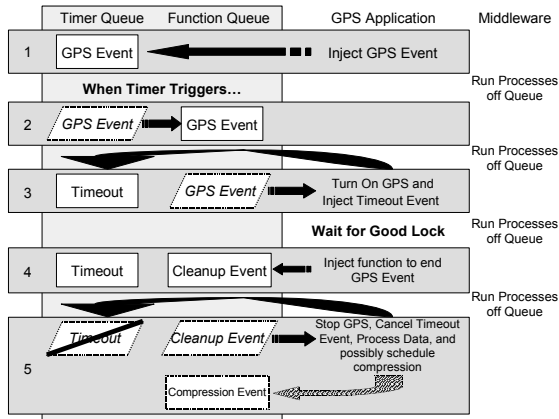 Timer Queue Function Queue GPS Application Middleware
1 GPS Event Inject GPS Event
Run Processes
off Queue
When Timer Triggers…
2 GPS Event GPS Event
Run Processes
off Queue
3 Timeout GPS Event Turn On GPS and
Inject Timeout Event
Wait for Good Lock
Run Processes
off Queue
4 Timeout Cleanup Event Inject function to end
GPS Event
Run Processes
off Queue
5 Timeout Cleanup Event Stop GPS, Cancel Timeout
Event, Process Data, and
possibly schedule
compression
Compression Event